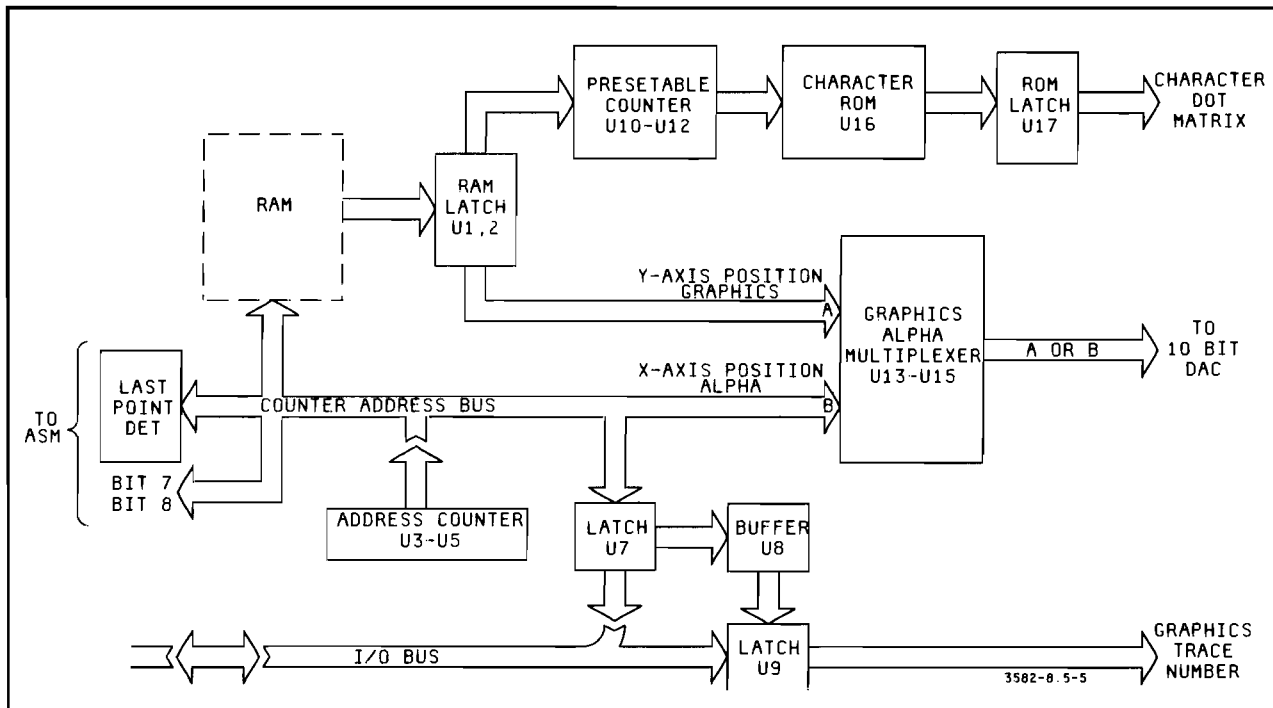 PRESETABLE
COUNTER
U10-U12
CHARACTER
ROM
U16
ROM
LATCH
U17
CHARACTER
DOT
MATRIX
RAM
RAM
LATCH
U1,2
Y-AXIS POSITION
GRAPHICS
A
GRAPHICS
ALPHA
MULTIPLEXER
U13-U15
A OR B
TO
10 BIT
DAC
X-AXIS POSITION
ALPHA
B
TO
ASM
LAST
POINT
DET
COUNTER ADDRESS BUS
BIT 7
BIT 8
ADDRESS COUNTER
U3-U5
LATCH
U7
BUFFER
U8
I/O BUS
LATCH
U9
GRAPHICS
TRACE
NUMBER
3582-8.5-5